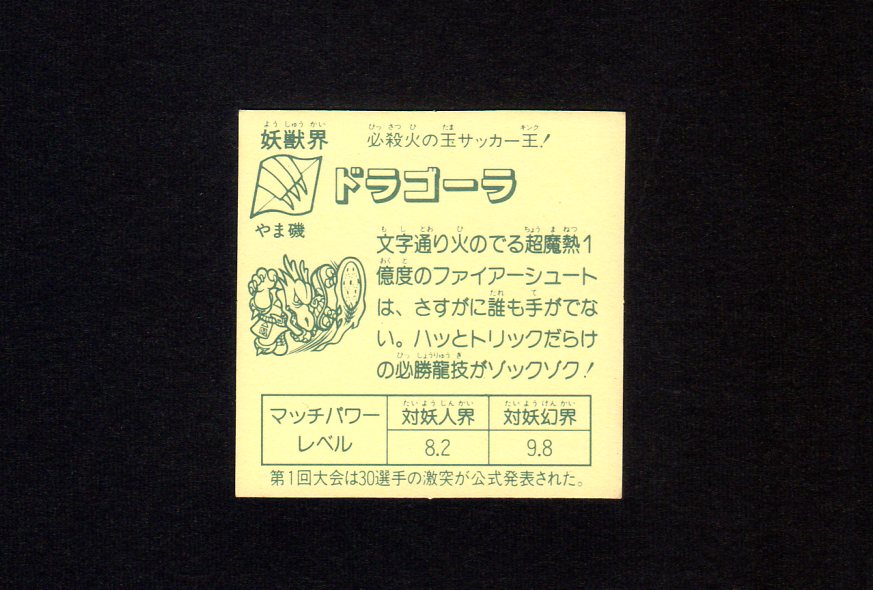 妖獣界
必殺火の玉サッカー王!
ドラゴーラ
やま磯
文字通り火のでる超魔熱1
億度のファイアーシュート
は、さすがに誰も手がでな
い。ハッとトリックだらけ
の必勝龍技がゾックゾク!
マッチパワーレベル
対妖人界 対妖幻界
8.2 9.8
第1回大会は30選手の激突が公式発表された。